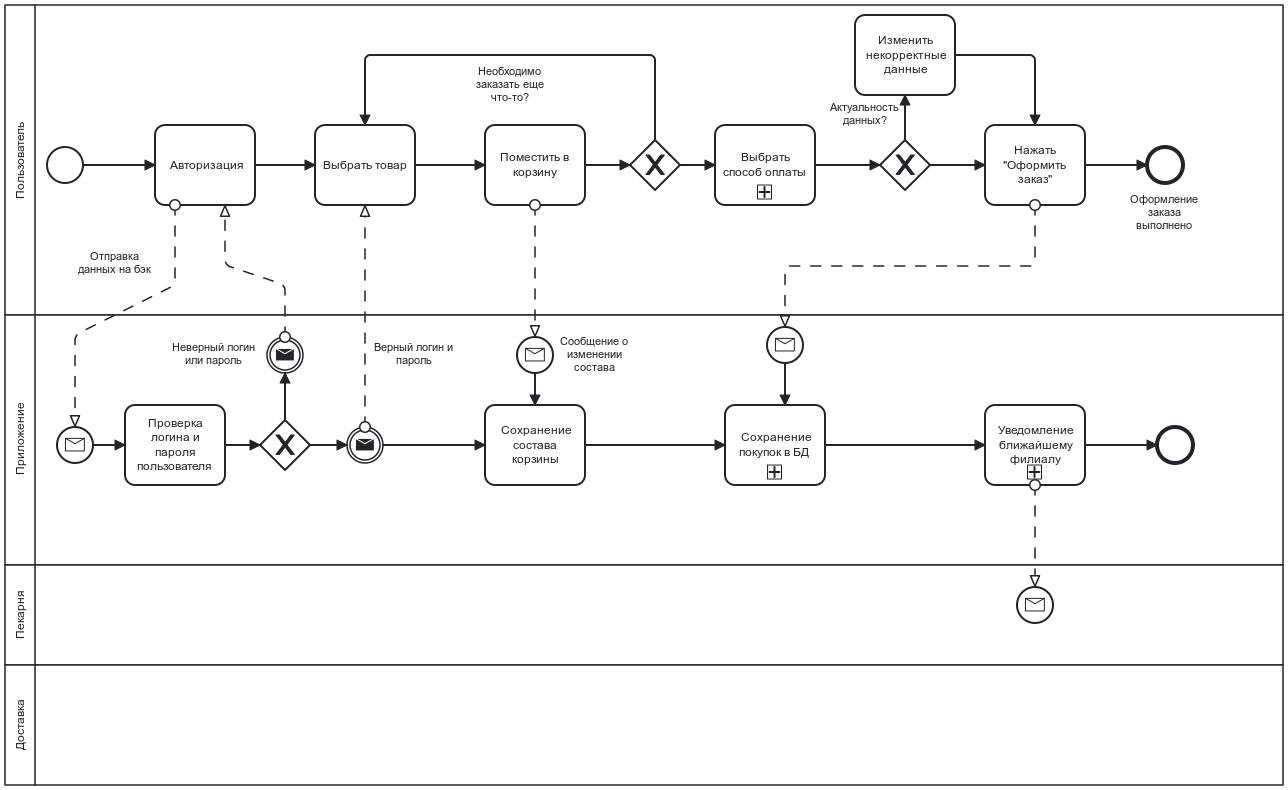 Пользователь
Авторизация
Выбрать товар
Необходимо
заказать еще
что-то?
Поместить в
корзину
Выбрать
способ оплаты
Изменить
некорректные
данные
Актуальность
данных?
Нажать
"Оформить
заказ"
Оформление
заказа
выполнено
Отправка
данных на бэк
Приложение
Неверный логин
или пароль
Верный логин и
пароль
Сообщение о
изменении
состава
Проверка
логина и
пароля
пользователя
Сохранение
состава
корзины
Сохранение
покупок в БД
Уведомление
ближайшему
филиалу
Пекарня
Доставка